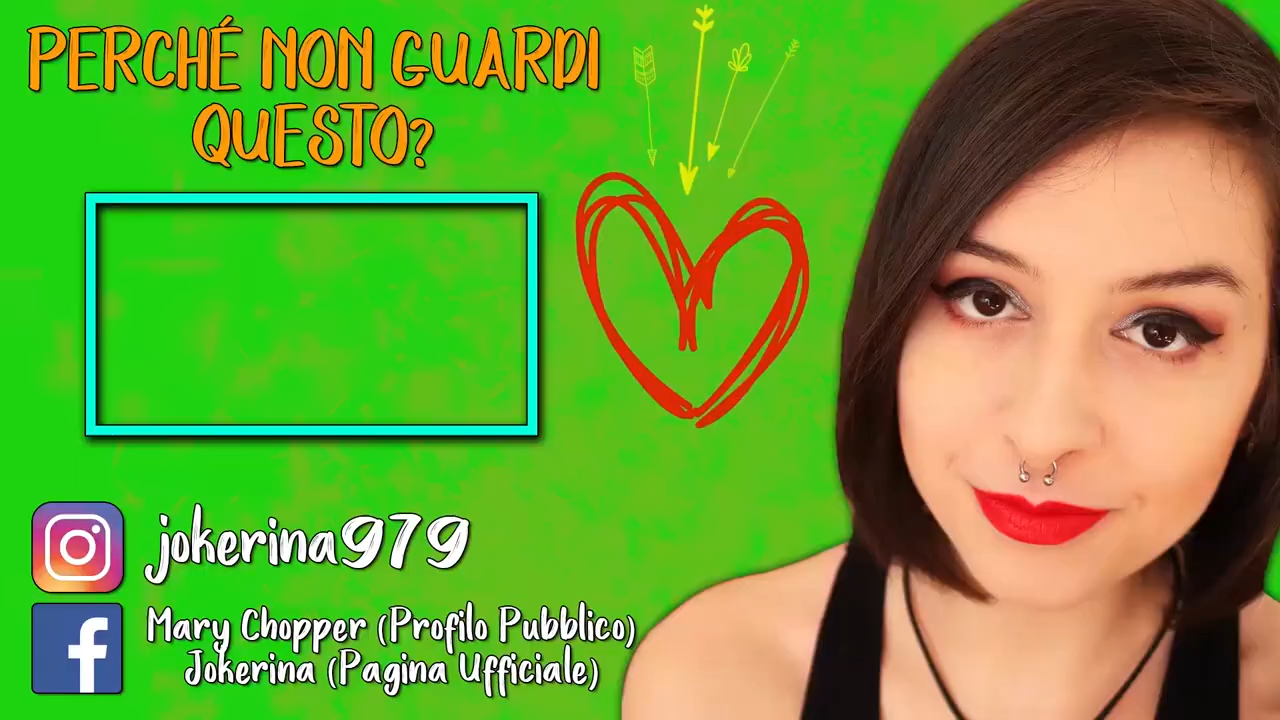 PERCHÉ NON GUARDI
QUESTO?
jokerina979
Mary Chopper (Profilo Pubblico)
Jokerina (Pagina Ufficiale)